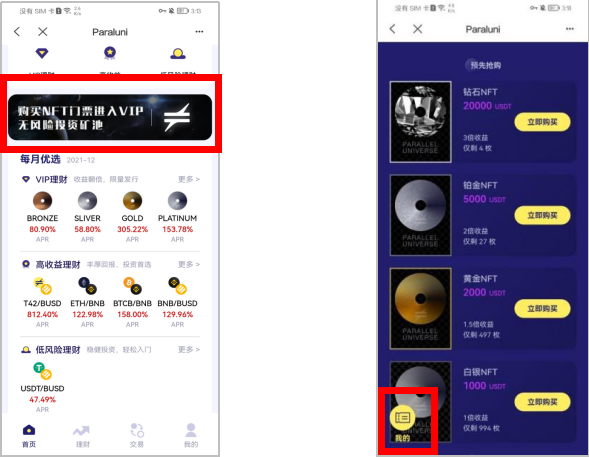 没有 SIM 卡
3:13
Paraluni
VIP理财
高收益
低风险理财
购买NFT门票进入VIP
无风险投资矿池
每月优选 2021-12
VIP理财 收益翻倍，限量发行 更多 >
BRONZE SLIVER GOLD PLATINUM
80.90% 58.80% 305.22% 153.78%
APR APR APR APR
高收益理财 丰厚回报，投资首选 更多 >
T42/BUSD ETH/BNB BTCB/BNB BNB/BUSD
812.40% 122.98% 158.00% 129.96%
APR APR APR APR
低风险理财 稳健投资，轻松入门 更多 >
USDT/BUSD
47.49%
APR
首页 理财 交易 我的
没有 SIM 卡
Paraluni
预先抢购
钻石NFT
20000 USDT
立即购买
3倍收益
仅剩 4 枚
PARALLEL
UNIVERSE
铂金NFT
5000 USDT
立即购买
2倍收益
仅剩 27 枚
PARALLEL
UNIVERSE
黄金NFT
2000 USDT
立即购买
1.5倍收益
仅剩 497 枚
PARALLEL
UNIVERSE
白银NFT
1000 USDT
立即购买
1倍收益
仅剩 994 枚
我的